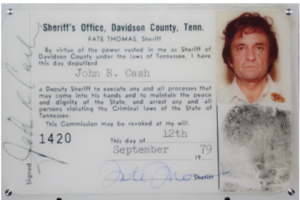 Sheriff's Office, Davidson County, Tenn.
FATE THOMAS, Sheriff
By virtue of the power vested in me as Sheriff of
Davidson County under the laws of Tennessee, I have
this day deputized
John R. Cash
a Deputy Sheriff to execute any and all processes that
may come into his hands and to maintain the peace
and dignity of the State, and arrest any and all
persons violating the Criminal laws of the State of
Tennessee.
This Commission may be revoked at my will.
1420
This day of
12th
September
19
79
Sheriff
Signed